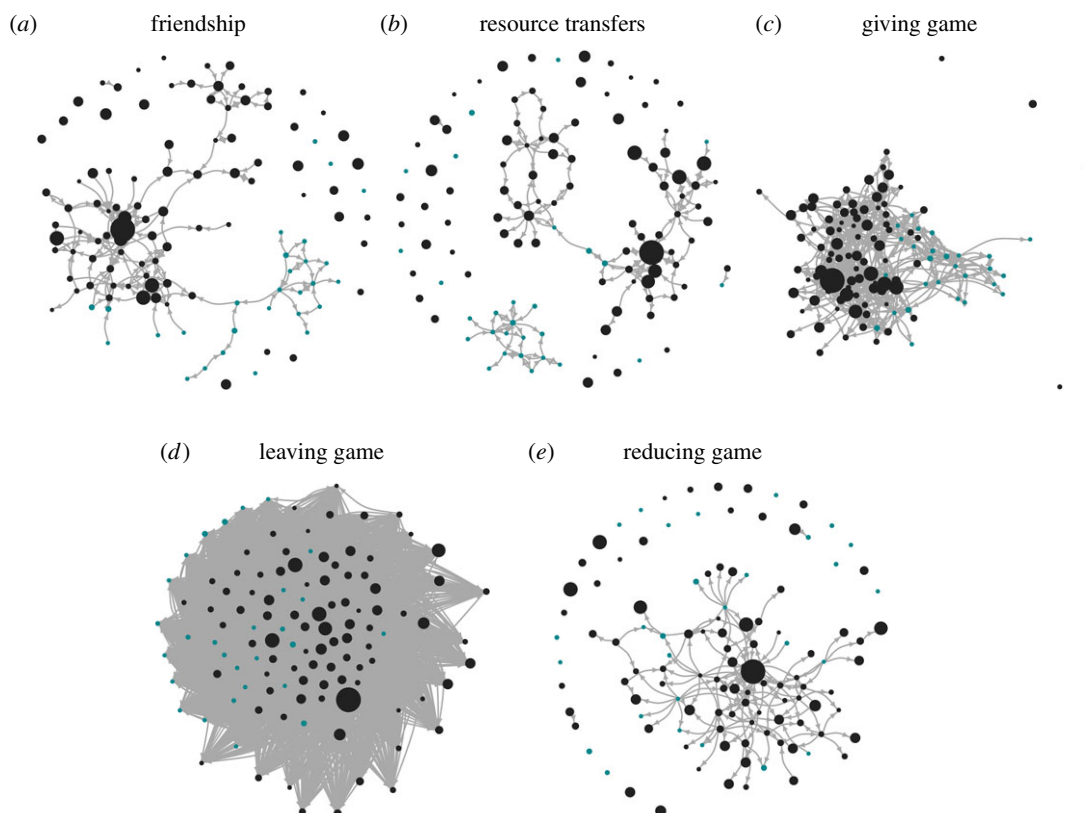 (a) friendship
(b) resource transfers
(c) giving game
(d) leaving game
(e) reducing game